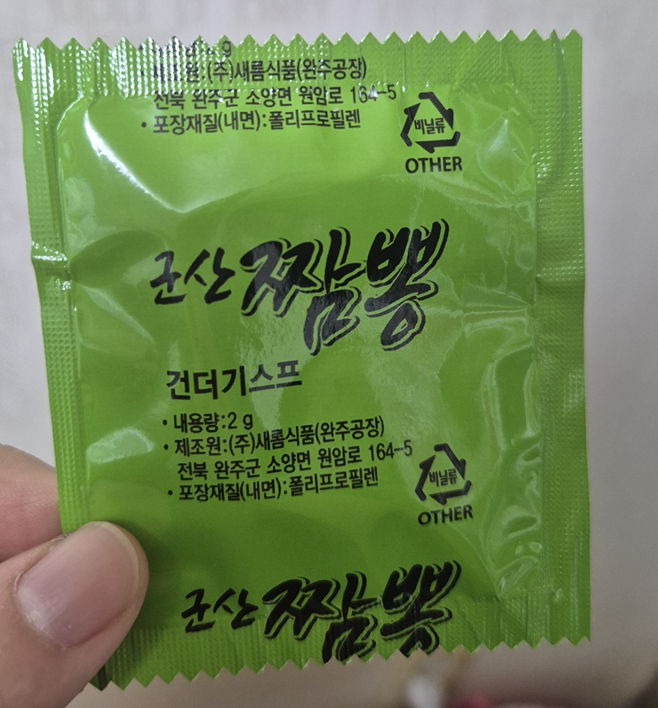 g
제조원:(주)새롬식품(완주공장)
전북 완주군 소양면 원암로 164-5
• 포장재질(내면):폴리프로필렌
비닐류
OTHER
군산짬뽕
건더기스프
• 내용량:2 g
• 제조원:(주)새롬식품(완주공장)
전북 완주군 소양면 원암로 164-5
• 포장재질(내면):폴리프로필렌
비닐류
OTHER
군산짬뽕